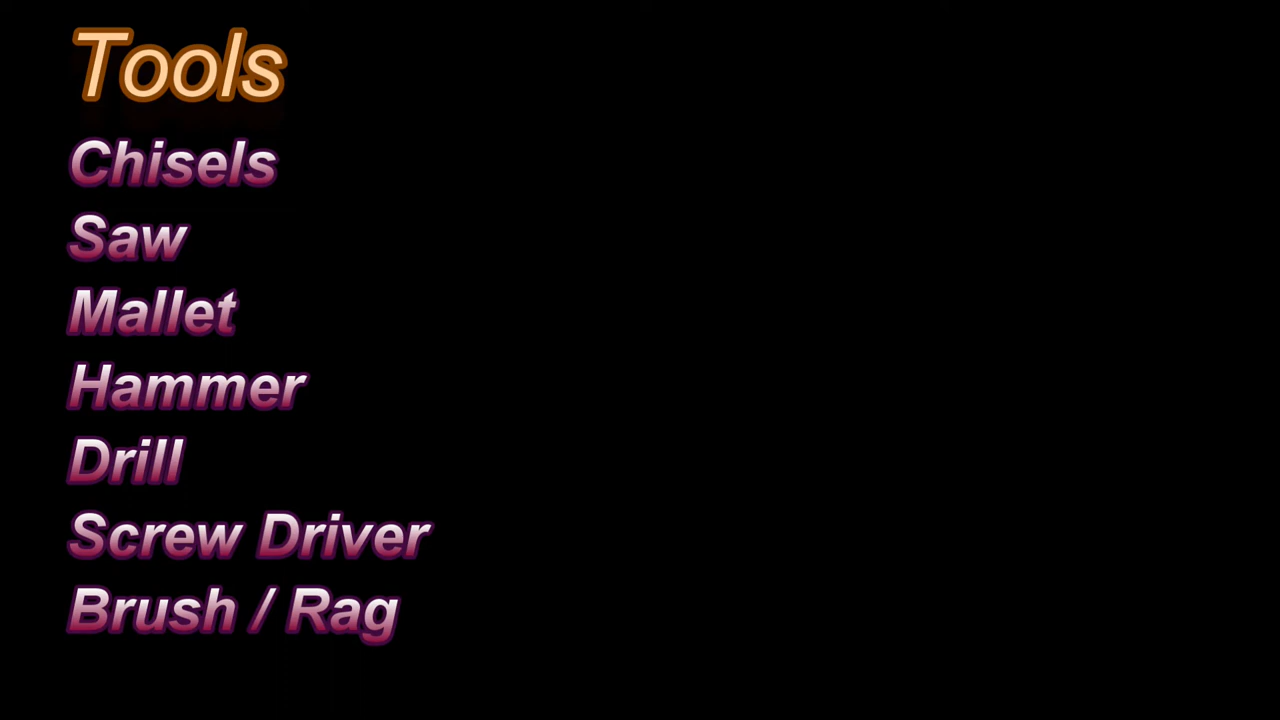 Tools
Chisels
Saw
Mallet
Hammer
Drill
Screw Driver
Brush / Rag